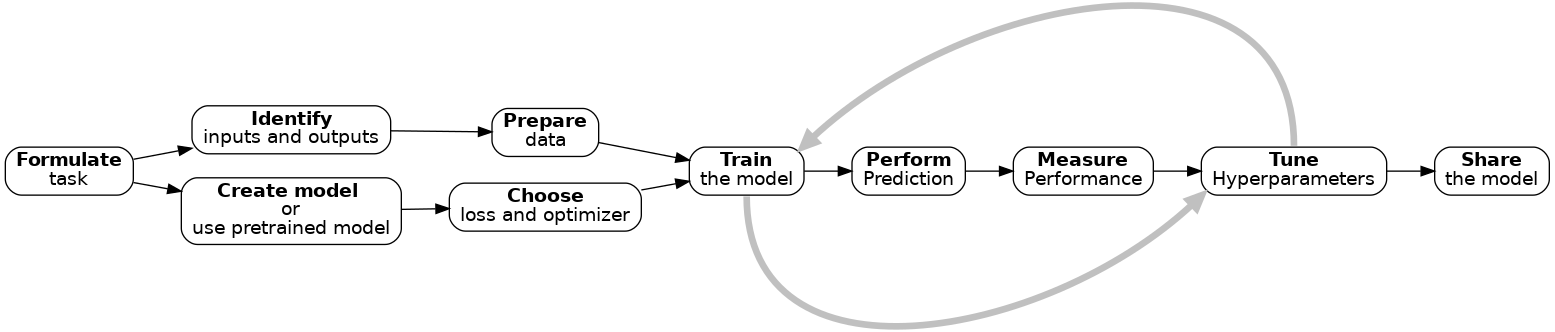 Formulate
task
Identify
inputs and outputs
Create model
or
use pretrained model
Prepare
data
Choose
loss and optimizer
Train
the model
Perform
Prediction
Measure
Performance
Tune
Hyperparameters
Share
the model